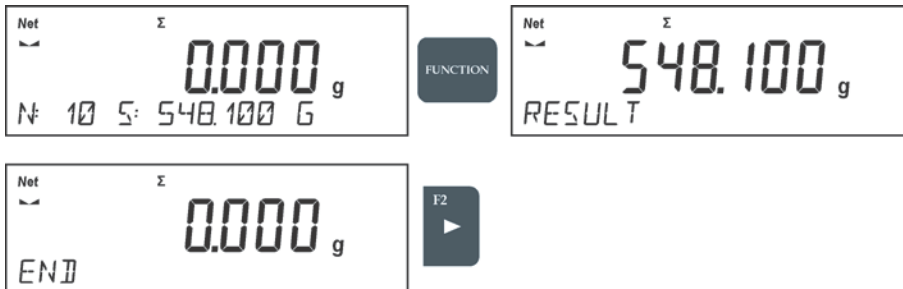 Net Σ
0.000 g
N: 10 S: 548.100 G
FUNCTION
Net Σ
548.100 g
RESULT
Net Σ
0.000 g
END
F2